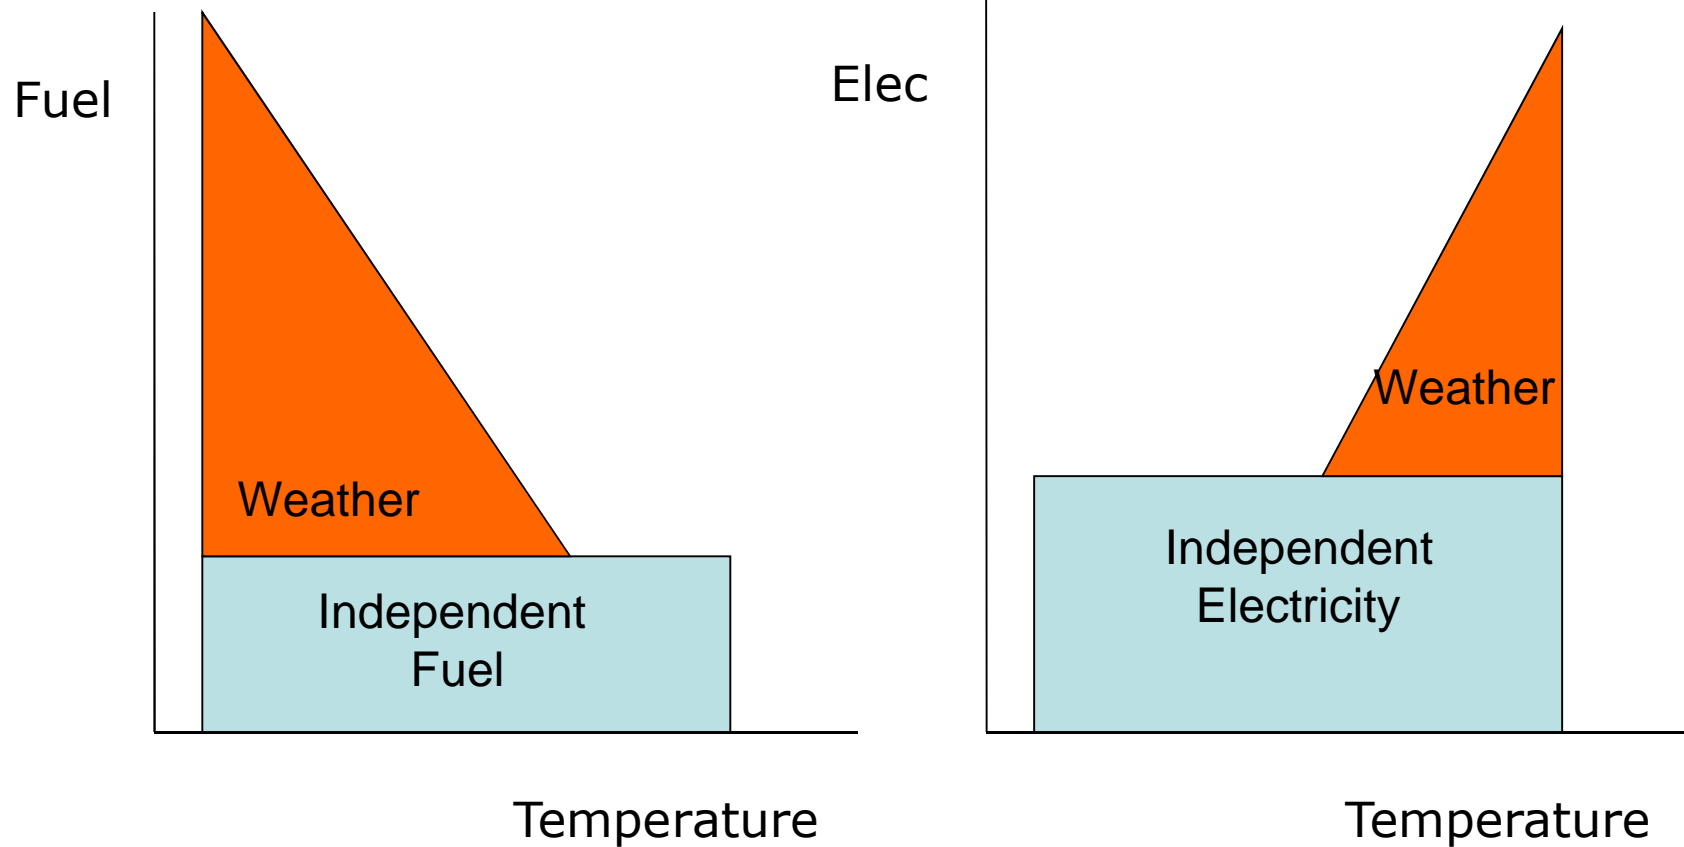 Fuel
Weather
Independent
Fuel
Temperature
Elec
Weather
Independent
Electricity
Temperature